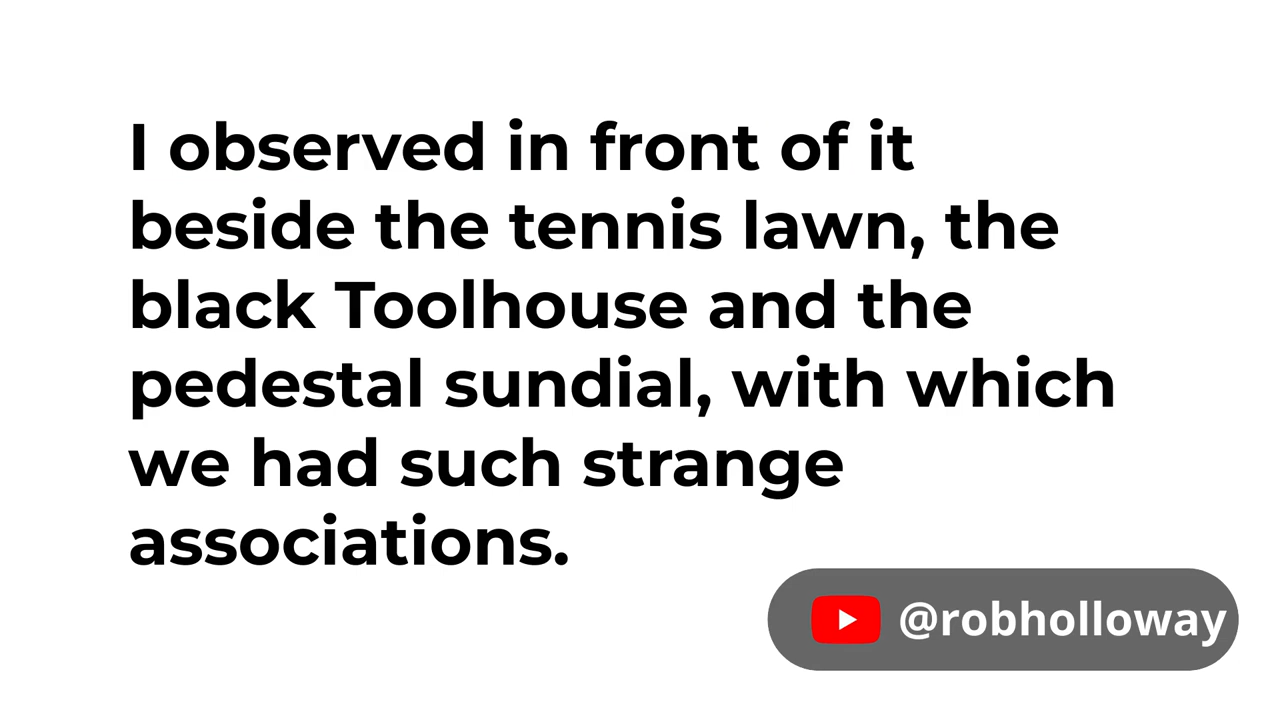 I observed in front of it
beside the tennis lawn, the
black Toolhouse and the
pedestal sundial, with which
we had such strange
associations.
@robholloway